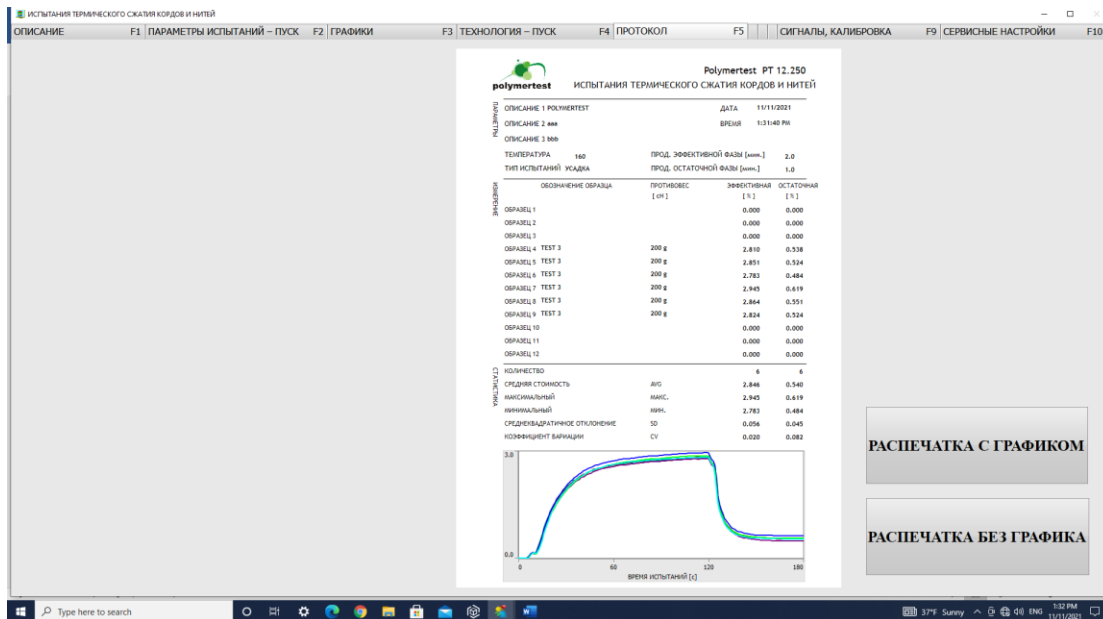 ИСПЫТАНИЯ ТЕРМИЧЕСКОГО СЖАТИЯ КОРДОВ И НИТЕЙ
ОПИСАНИЕ F1 ПАРАМЕТРЫ ИСПЫТАНИЙ – ПУСК F2 ГРАФИКИ F3 ТЕХНОЛОГИЯ – ПУСК F4 ПРОТОКОЛ F5 СИГНАЛЫ, КАЛИБРОВКА F9 СЕРВИСНЫЕ НАСТРОЙКИ F10
Polymertest PT 12.250
polymertest ИСПЫТАНИЯ ТЕРМИЧЕСКОГО СЖАТИЯ КОРДОВ И НИТЕЙ
ПАРАМЕТРЫ
ОПИСАНИЕ 1 POLYMERTEST ДАТА 11/11/2021
ОПИСАНИЕ 2 aaa ВРЕМЯ 1:31:40 PM
ОПИСАНИЕ 3 bbb
ТЕМПЕРАТУРА 160 ПРОД. ЭФФЕКТИВНОЙ ФАЗЫ [мин.] 2.0
ТИП ИСПЫТАНИЙ УСАДКА ПРОД. ОСТАТОЧНОЙ ФАЗЫ [мин.] 1.0
ИЗМЕРЕНИЕ
ОБОЗНАЧЕНИЕ ОБРАЗЦА ПРОТИВОВЕС ЭФФЕКТИВНАЯ ОСТАТОЧНАЯ
[ сН ] [ % ] [ % ]
ОБРАЗЕЦ 1 0.000 0.000
ОБРАЗЕЦ 2 0.000 0.000
ОБРАЗЕЦ 3 0.000 0.000
ОБРАЗЕЦ 4 TEST 3 200 g 2.810 0.538
ОБРАЗЕЦ 5 TEST 3 200 g 2.851 0.524
ОБРАЗЕЦ 6 TEST 3 200 g 2.783 0.484
ОБРАЗЕЦ 7 TEST 3 200 g 2.945 0.619
ОБРАЗЕЦ 8 TEST 3 200 g 2.864 0.551
ОБРАЗЕЦ 9 TEST 3 200 g 2.824 0.524
ОБРАЗЕЦ 10 0.000 0.000
ОБРАЗЕЦ 11 0.000 0.000
ОБРАЗЕЦ 12 0.000 0.000
СТАТИСТИКА
КОЛИЧЕСТВО 6 6
СРЕДНЯЯ СТОИМОСТЬ AVG 2.846 0.540
МАКСИМАЛЬНЫЙ МАКС. 2.945 0.619
МИНИМАЛЬНЫЙ МИН. 2.783 0.484
СРЕДНЕКВАДРАТИЧНОЕ ОТКЛОНЕНИЕ SD 0.056 0.045
КОЭФФИЦИЕНТ ВАРИАЦИИ CV 0.020 0.082
3.0
0.0
0 60 120 180
ВРЕМЯ ИСПЫТАНИЙ [с]
РАСПЕЧАТКА С ГРАФИКОМ
РАСПЕЧАТКА БЕЗ ГРАФИКА
Type here to search 37°F Sunny ENG 1:32 PM
11/11/2021